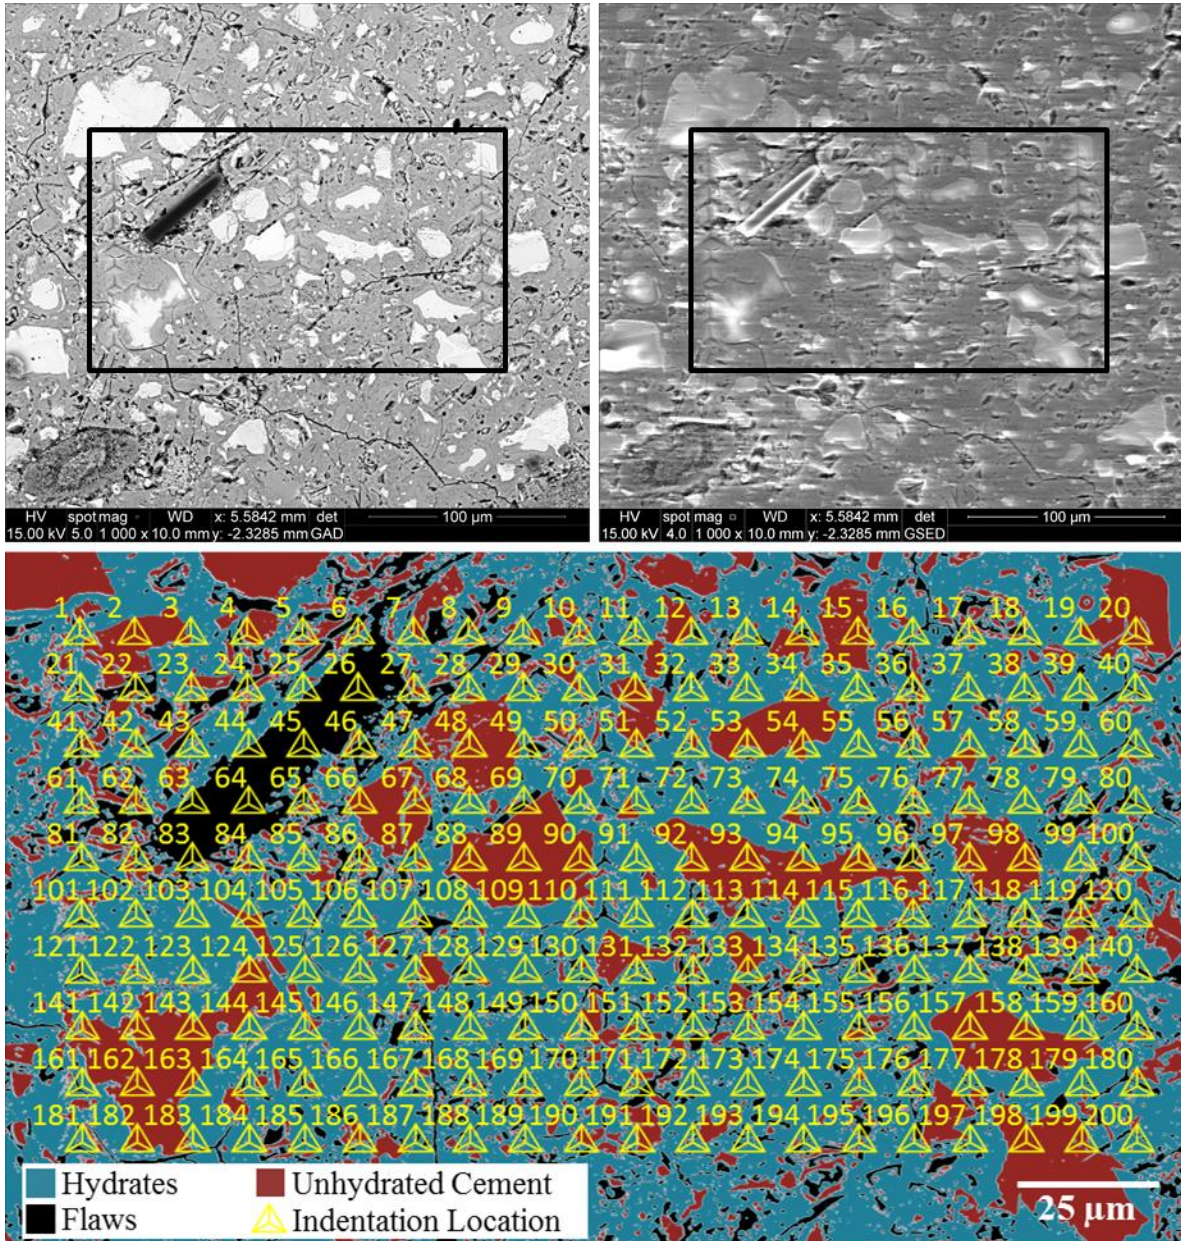 HV spot mag □ WD x: 5.5842 mm det
15.00 kV 5.0 1 000 x 10.0 mm y: -2.3285 mm GAD
100 µm
HV spot mag □ WD x: 5.5842 mm det
15.00 kV 4.0 1 000 x 10.0 mm y: -2.3285 mm GSED
100 µm
1 2 3 4 5 6 7 8 9 10 11 12 13 14 15 16 17 18 19 20
21 22 23 24 25 26 27 28 29 30 31 32 33 34 35 36 37 38 39 40
41 42 43 44 45 46 47 48 49 50 51 52 53 54 55 56 57 58 59 60
61 62 63 64 65 66 67 68 69 70 71 72 73 74 75 76 77 78 79 80
81 82 83 84 85 86 87 88 89 90 91 92 93 94 95 96 97 98 99 100
101 102 103 104 105 106 107 108 109 110 111 112 113 114 115 116 117 118 119 120
121 122 123 124 125 126 127 128 129 130 131 132 133 134 135 136 137 138 139 140
141 142 143 144 145 146 147 148 149 150 151 152 153 154 155 156 157 158 159 160
161 162 163 164 165 166 167 168 169 170 171 172 173 174 175 176 177 178 179 180
181 182 183 184 185 186 187 188 189 190 191 192 193 194 195 196 197 198 199 200
Hydrates Unhydrated Cement
Flaws Indentation Location
25 µm